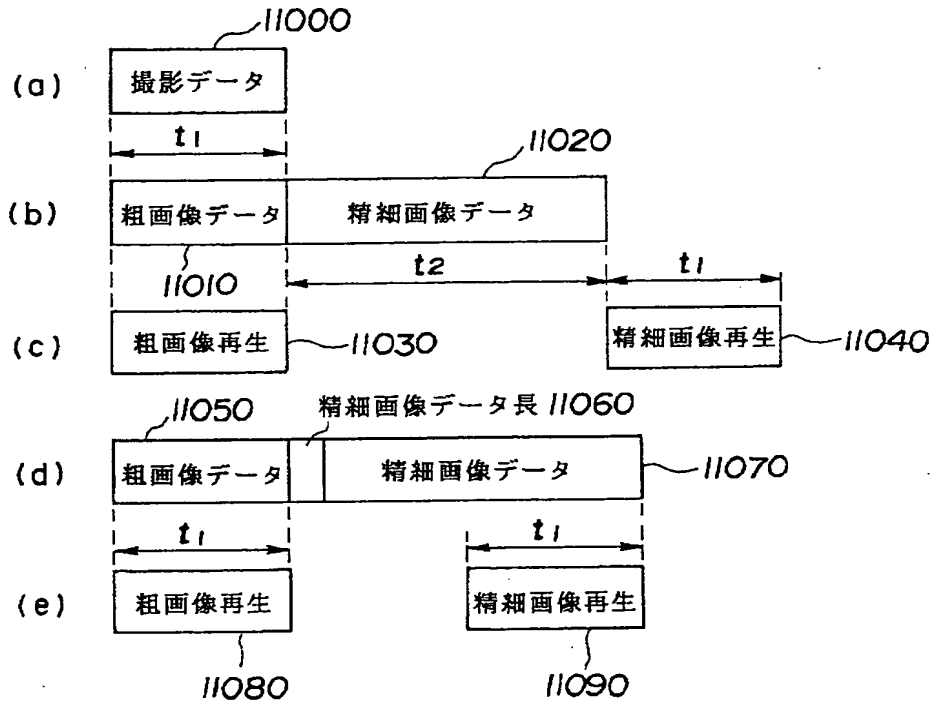 11000
(a) 撮影データ
t1
11020
(b) 粗画像データ 精細画像データ
11010 t2 t1
(c) 粗画像再生 11030 精細画像再生 11040
11050 精細画像データ長 11060
(d) 粗画像データ 精細画像データ 11070
t1 t1
(e) 粗画像再生 精細画像再生
11080 11090